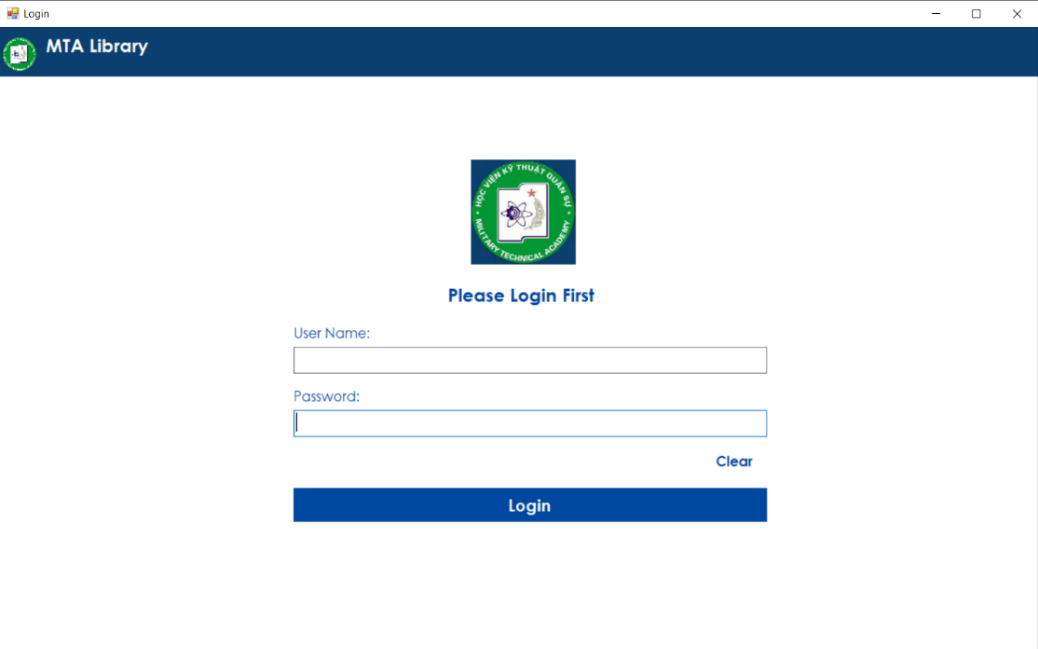 Login
MTA Library
HỌC VIỆN KỸ THUẬT QUÂN SỰ
MILITARY TECHNICAL ACADEMY
Please Login First
User Name:
Password:
Clear
Login